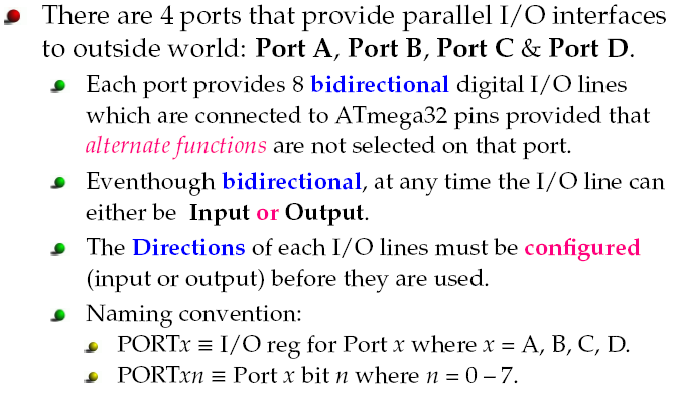 There are 4 ports that provide parallel I/O interfaces
to outside world: Port A, Port B, Port C & Port D.
Each port provides 8 bidirectional digital I/O lines
which are connected to ATmega32 pins provided that
alternate functions are not selected on that port.
Eventhough bidirectional, at any time the I/O line can
either be Input or Output.
The Directions of each I/O lines must be configured
(input or output) before they are used.
Naming convention:
PORTx ≡ I/O reg for Port x where x = A, B, C, D.
PORTxn ≡ Port x bit n where n = 0 – 7.